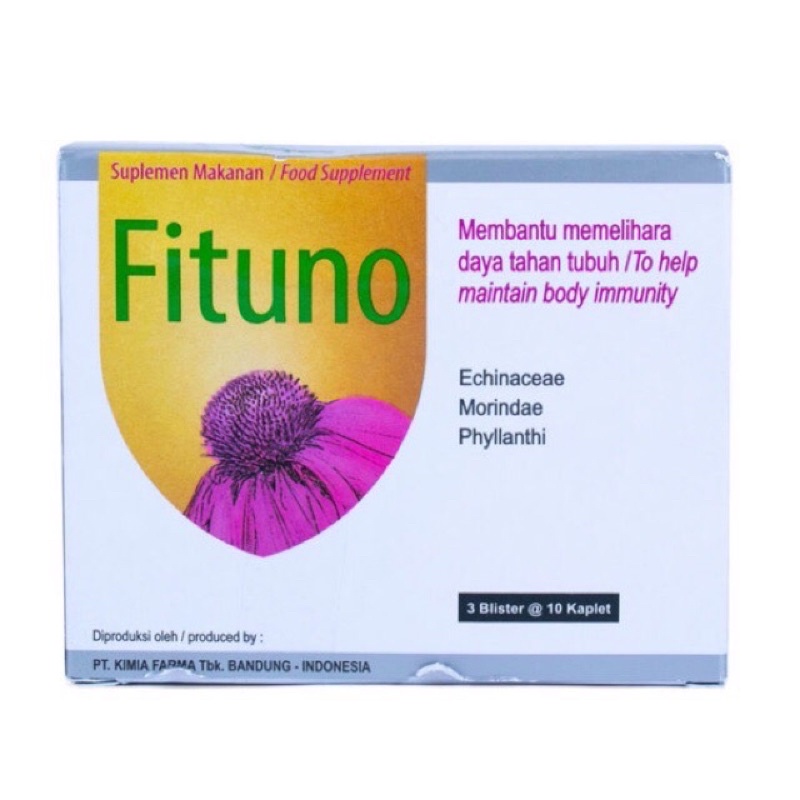 Suplemen Makanan / Food Supplement
Fituno
Membantu memelihara
daya tahan tubuh /To help
maintain body immunity
Echinaceae
Morindae
Phyllanthi
3 Blister @ 10 Kaplet
Diproduksi oleh / produced by :
PT. KIMIA FARMA Tbk. BANDUNG - INDONESIA